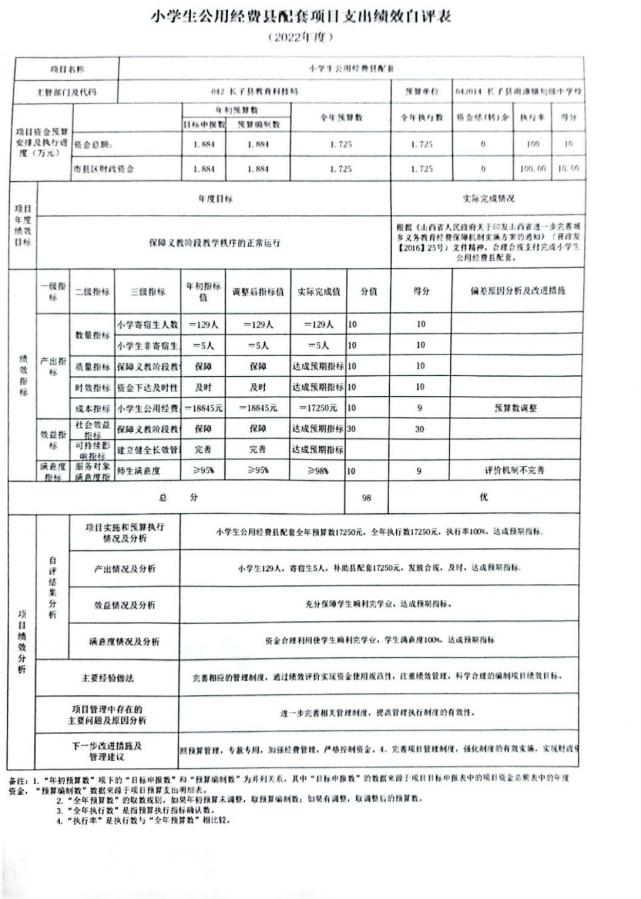 小学生公用经费县配套项目支出绩效自评表
(2022年度)
项目名称 小学生公用经费县配套
主管部门及代码 042 长子县教育科技局 预算单位 042014 长子县南漳镇初级中学校
项目资金预算安排及执行进度(万元) 年初预算数 全年预算数 全年执行数 资金结(转)余 执行率 得分
目标申报数 预算编制数
资金总额: 1.884 1.884 1.725 1.725 0 100 10
市县区财政资金 1.884 1.884 1.725 1.725 0 100.00 10.00
项目年度绩效目标 年度目标 实际完成情况
保障义教阶段教学秩序的正常运行
根据《山西省人民政府关于印发山西省进一步完善城
乡义务教育经费保障机制实施方案的通知》(晋政发
【2016】25号)文件精神,合理合规支付完成小学生
公用经费县配套。
绩效指标 一级指标 二级指标 三级指标 年初指标值 调整后指标值 实际完成值 分值 得分 偏差原因分析及改进措施
产出指标 数量指标 小学寄宿生人数 =129人 =129人 =129人 10 10
小学生非寄宿生 =5人 =5人 =5人 10 10
质量指标 保障义教阶段教 保障 保障 达成预期指标 10 10
时效指标 资金下达及时性 及时 及时 达成预期指标 10 10
成本指标 小学生公用经费 =18845元 =18845元 =17250元 10 9 预算数调整
效益指标 社会效益指标 保障义教阶段教 保障 保障 达成预期指标 30 30
可持续影响指标 建立健全长效管 完善 完善 达成预期指标
满意度指标 服务对象满意度指 师生满意度 ≥95% ≥95% ≥98% 10 9 评价机制不完善
总 分 98 优
项目绩效分析 自评结果分析 项目实施和预算执行情况及分析 小学生公用经费县配套全年预算数17250元,全年执行数17250元,执行率100%,达成预期指标.
产出情况及分析 小学生129人,寄宿生5人,补助县配套17250元,发放合规,及时,达成预期指标.
效益情况及分析 充分保障学生顺利完学业,达成预期指标。
满意度情况及分析 资金合理利用使学生顺利完学业,学生满意度100%,达成预期指标
主要经验做法 完善相应的管理制度,通过绩效评价实现资金使用规范性,注重绩效管理,科学合理的编制项目绩效目标。
项目管理中存在的主要问题及原因分析 进一步完善相关管理制度,提高管理执行制度的有效性。
下一步改进措施及管理建议 照预算管理,专款专用,加强经费管理,严格控制资金。4、完善项目管理制度,强化制度的有效实施,实现财政
备注:1.“年初预算数”项下的“目标申报数”和“预算编制数”为并列关系,其中“目标申报数”的数据来源于项目目标申报表中的项目资金总额表中的年度
资金,“预算编制数”数据来源于项目预算支出明细表。
2.“全年预算数”的取数规则,如果年初预算未调整,取预算编制数;如果有调整,取调整后的预算数。
3.“全年执行数”是指预算执行指标确认数。
4.“执行率”是执行数与“全年预算数”相比较。